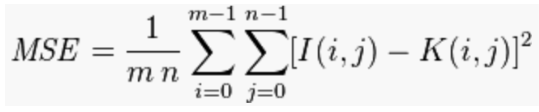 MSE = \frac{1}{m n} \sum_{i=0}^{m-1} \sum_{j=0}^{n-1} [I(i,j) - K(i,j)]^2